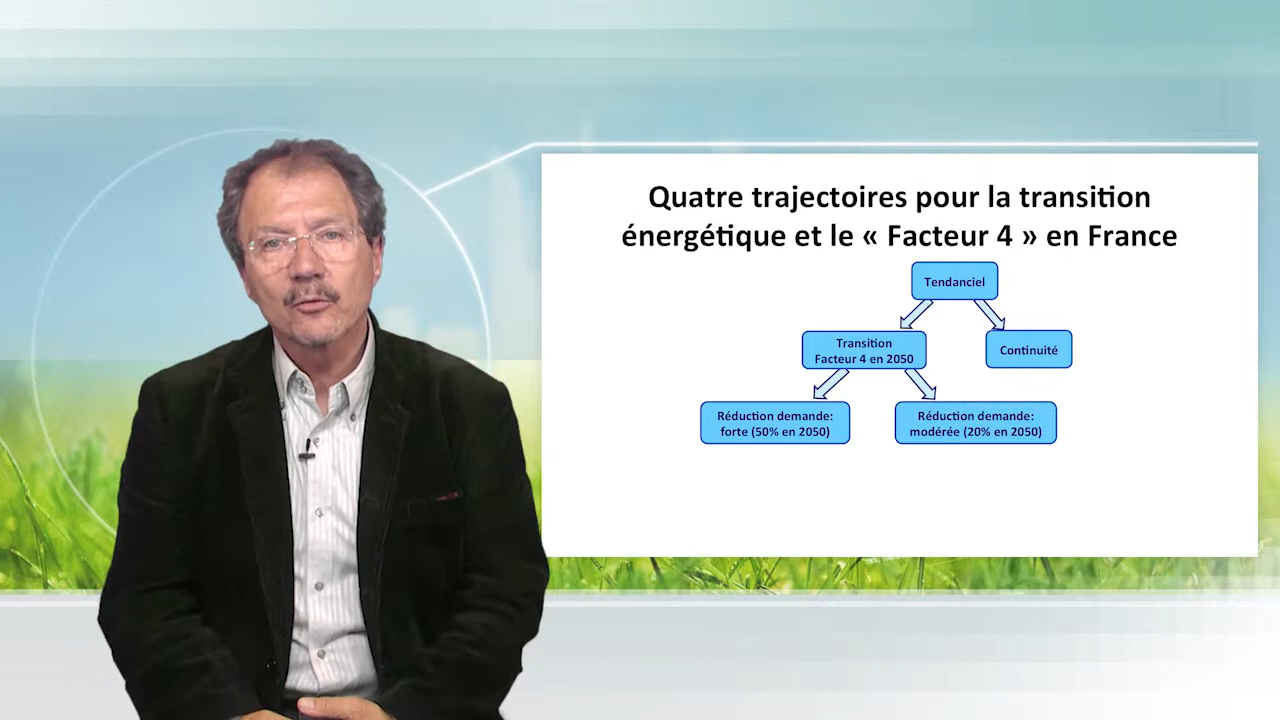 Quatre trajectoires pour la transition
énergétique et le « Facteur 4 » en France
Tendanciel
Transition
Facteur 4 en 2050
Continuité
Réduction demande:
forte (50% en 2050)
Réduction demande:
modérée (20% en 2050)